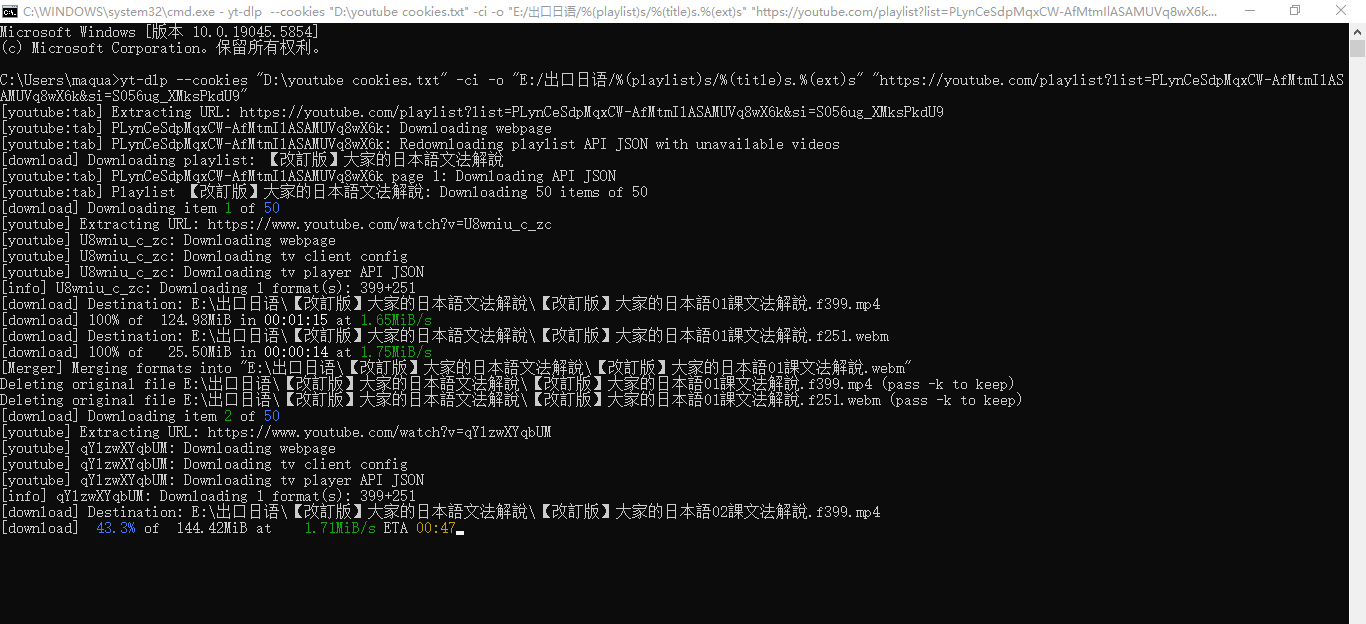 C:\WINDOWS\system32\cmd.exe - yt-dlp --cookies "D:\youtube cookies.txt" -ci -o "E:/出口日语/%(playlist)s/%(title)s.%(ext)s" "https://youtube.com/playlist?list=PLynCeSdpMqxCW-AfMtmIlASAMUVq8wX6k...
Microsoft Windows [版本 10.0.19045.5854]
(c) Microsoft Corporation。保留所有权利。
C:\Users\maqua>yt-dlp --cookies "D:\youtube cookies.txt" -ci -o "E:/出口日语/%(playlist)s/%(title)s.%(ext)s" "https://youtube.com/playlist?list=PLynCeSdpMqxCW-AfMtmIlAS
AMUVq8wX6k&si=S056ug_XMksPkdU9"
[youtube:tab] Extracting URL: https://youtube.com/playlist?list=PLynCeSdpMqxCW-AfMtmIlASAMUVq8wX6k&si=S056ug_XMksPkdU9
[youtube:tab] PLynCeSdpMqxCW-AfMtmIlASAMUVq8wX6k: Downloading webpage
[youtube:tab] PLynCeSdpMqxCW-AfMtmIlASAMUVq8wX6k: Redownloading playlist API JSON with unavailable videos
[download] Downloading playlist: 【改訂版】大家的日本語文法解說
[youtube:tab] PLynCeSdpMqxCW-AfMtmIlASAMUVq8wX6k page 1: Downloading API JSON
[youtube:tab] Playlist 【改訂版】大家的日本語文法解說: Downloading 50 items of 50
[download] Downloading item 1 of 50
[youtube] Extracting URL: https://www.youtube.com/watch?v=U8wniu_c_zc
[youtube] U8wniu_c_zc: Downloading webpage
[youtube] U8wniu_c_zc: Downloading tv client config
[youtube] U8wniu_c_zc: Downloading tv player API JSON
[info] U8wniu_c_zc: Downloading 1 format(s): 399+251
[download] Destination: E:\出口日语\【改訂版】大家的日本語文法解說\【改訂版】大家的日本語01課文法解說.f399.mp4
[download] 100% of  124.98MiB in 00:01:15 at 1.65MiB/s
[download] Destination: E:\出口日语\【改訂版】大家的日本語文法解說\【改訂版】大家的日本語01課文法解說.f251.webm
[download] 100% of   25.50MiB in 00:00:14 at 1.75MiB/s
[Merger] Merging formats into "E:\出口日语\【改訂版】大家的日本語文法解說\【改訂版】大家的日本語01課文法解說.webm"
Deleting original file E:\出口日语\【改訂版】大家的日本語文法解說\【改訂版】大家的日本語01課文法解說.f399.mp4 (pass -k to keep)
Deleting original file E:\出口日语\【改訂版】大家的日本語文法解說\【改訂版】大家的日本語01課文法解說.f251.webm (pass -k to keep)
[download] Downloading item 2 of 50
[youtube] Extracting URL: https://www.youtube.com/watch?v=qYlzwXYqbUM
[youtube] qYlzwXYqbUM: Downloading webpage
[youtube] qYlzwXYqbUM: Downloading tv client config
[youtube] qYlzwXYqbUM: Downloading tv player API JSON
[info] qYlzwXYqbUM: Downloading 1 format(s): 399+251
[download] Destination: E:\出口日语\【改訂版】大家的日本語文法解說\【改訂版】大家的日本語02課文法解說.f399.mp4
[download]  43.3% of  144.42MiB at    1.71MiB/s ETA 00:47